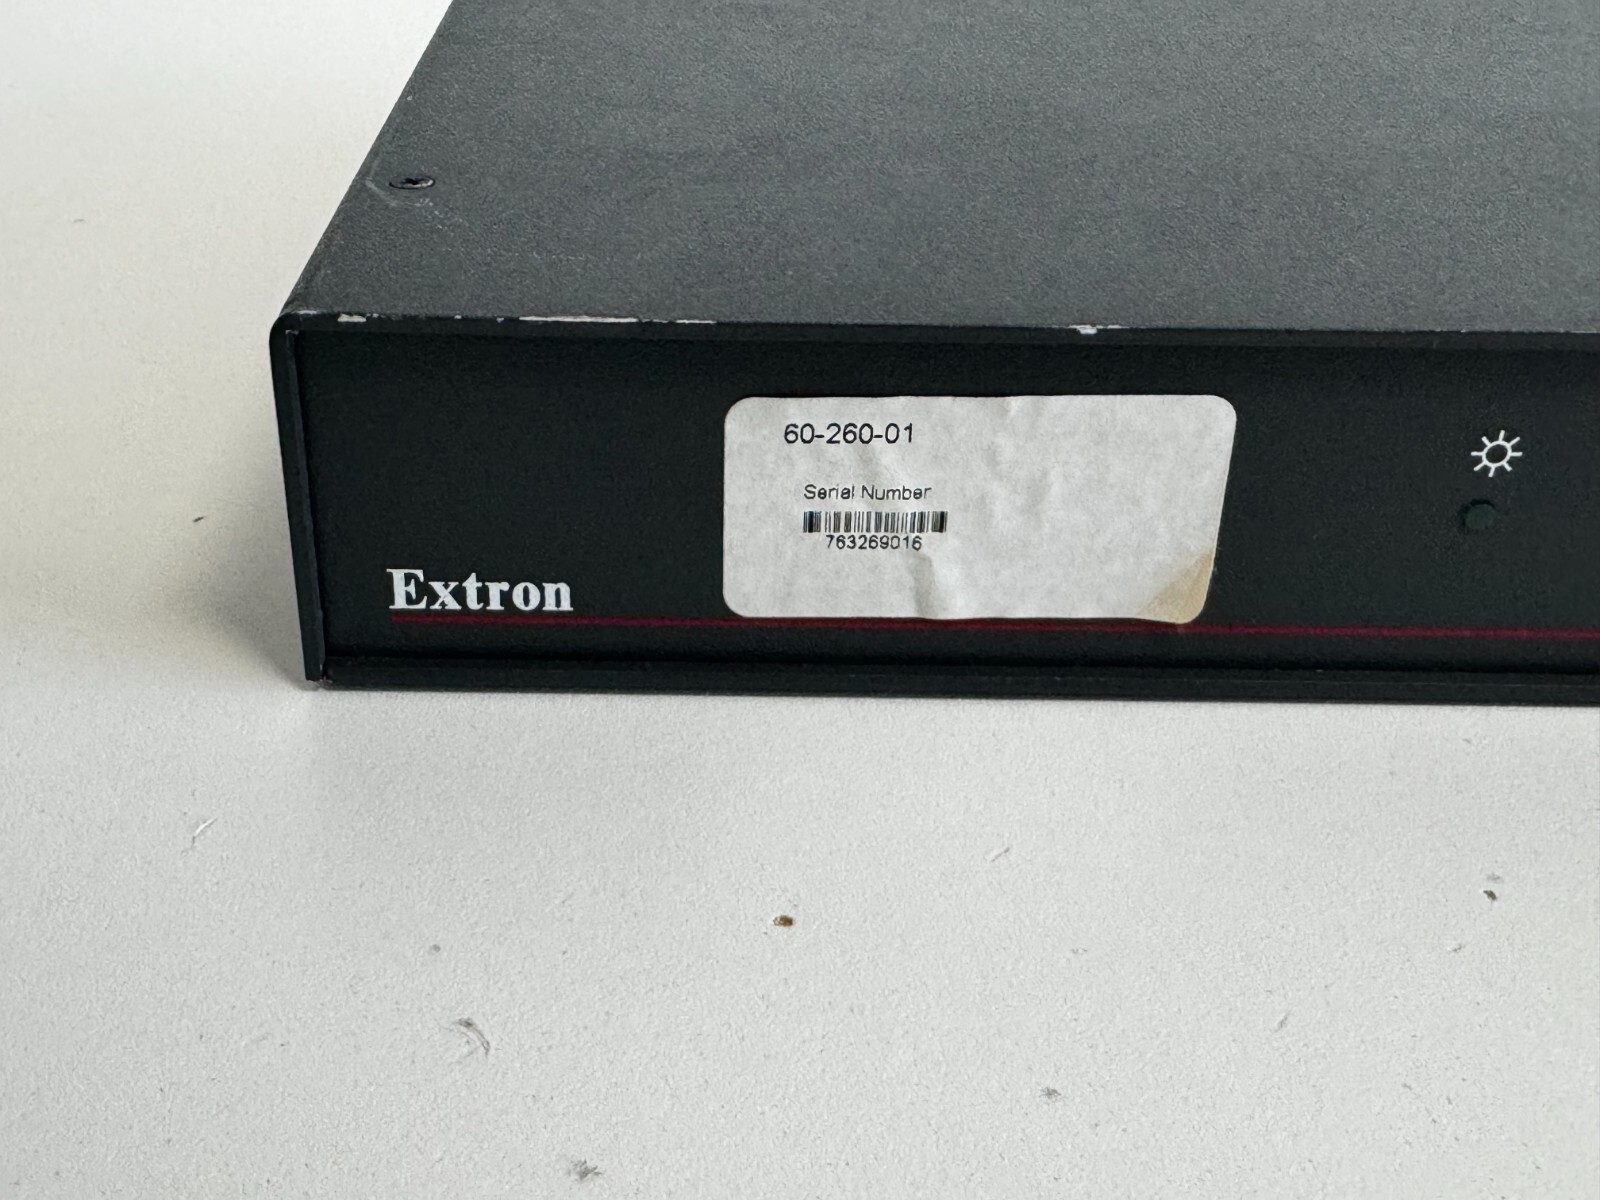 60-260-01
Serial Number
763269016
Extron